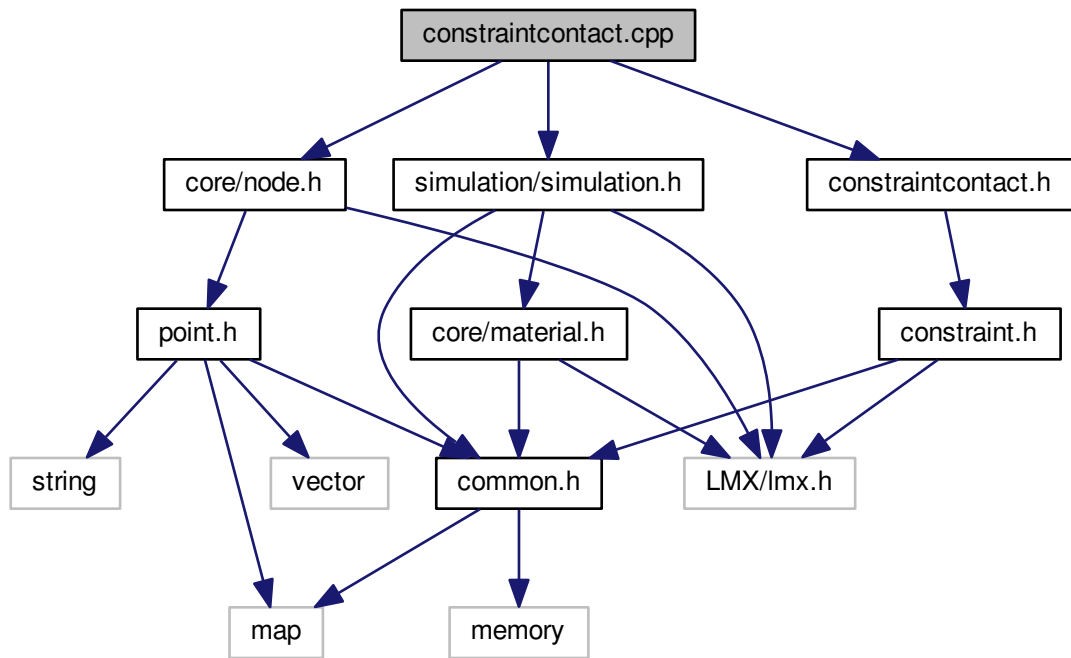 constraintcontact.cpp
core/node.h
simulation/simulation.h
constraintcontact.h
point.h
core/material.h
constraint.h
string
vector
common.h
LMX/lmx.h
map
memory